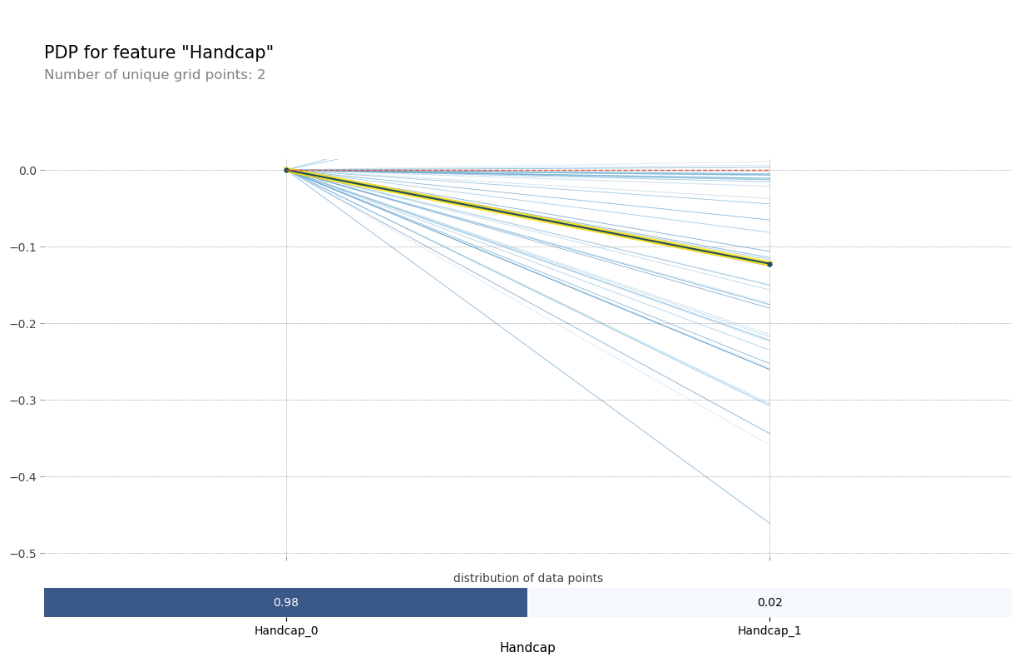 PDP for feature "Handcap"
Number of unique grid points: 2
0.0
−0.1
−0.2
−0.3
−0.4
−0.5
distribution of data points
0.98
0.02
Handcap_0
Handcap_1
Handcap